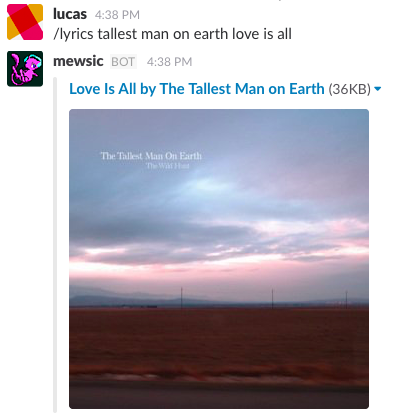 lucas 4:38 PM
/lyrics tallest man on earth love is all
mewsic BOT 4:38 PM
Love Is All by The Tallest Man on Earth (36KB)
The Tallest Man On Earth
The Wild Hunt